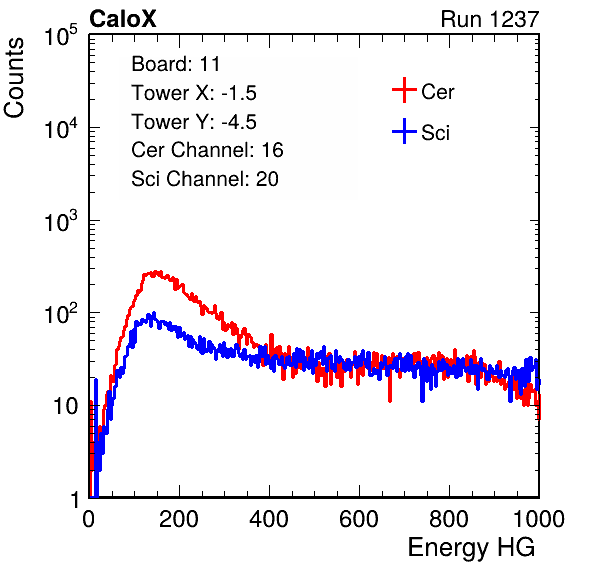 CaloX Run 1237
Counts
10^5
10^4
10^3
10^2
10
1
Board: 11
Tower X: -1.5
Tower Y: -4.5
Cer Channel: 16
Sci Channel: 20
Cer
Sci
0 200 400 600 800 1000
Energy HG